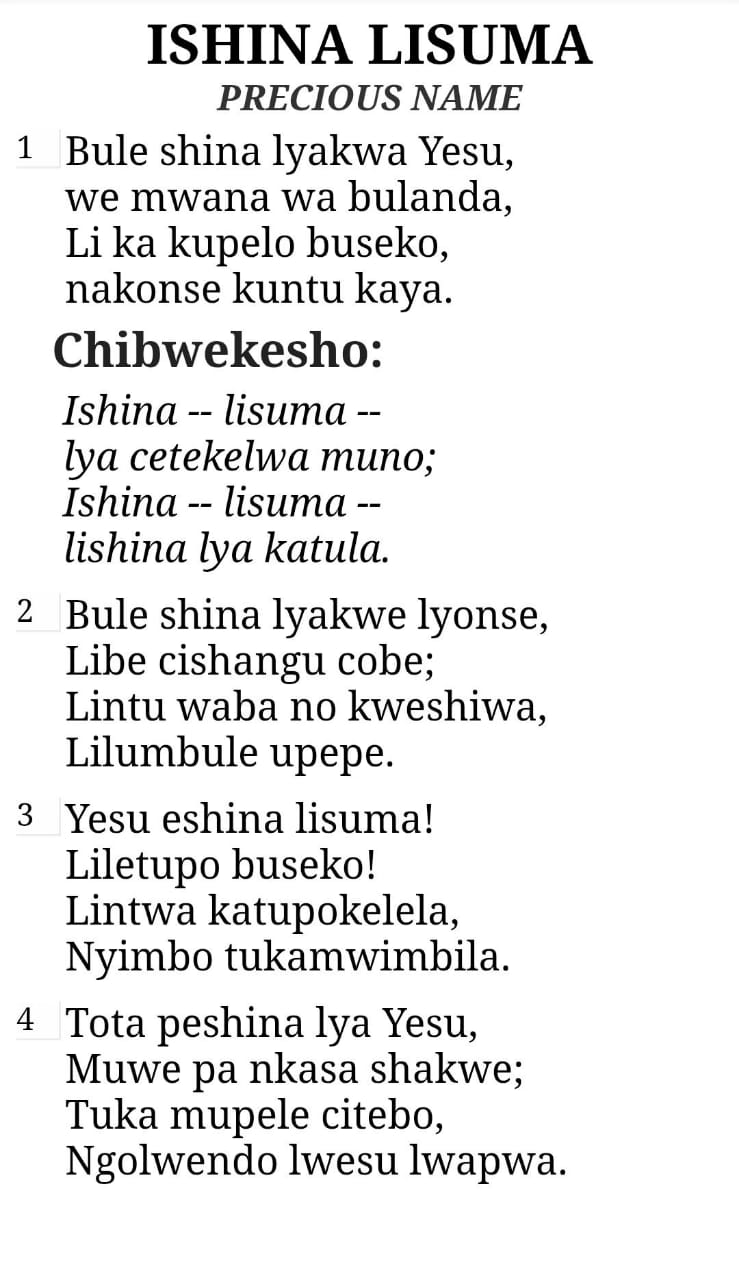 ISHINA LISUMA
PRECIOUS NAME
1 Bule shina lyakwa Yesu,
we mwana wa bulanda,
Li ka kupelo buseko,
nakonse kuntu kaya.
Chibwekesho:
Ishina -- lisuma --
lya cetekelwa muno;
Ishina -- lisuma --
lishina lya katula.
2 Bule shina lyakwe lyonse,
Libe cishangu cobe;
Lintu waba no kweshiwa,
Lilumbule upepe.
3 Yesu eshina lisuma!
Liletupo buseko!
Lintwa katupokelela,
Nyimbo tukamwimbila.
4 Tota peshina lya Yesu,
Muwe pa nkasa shakwe;
Tuka mupele citebo,
Ngolwendo lwesu lwapwa.